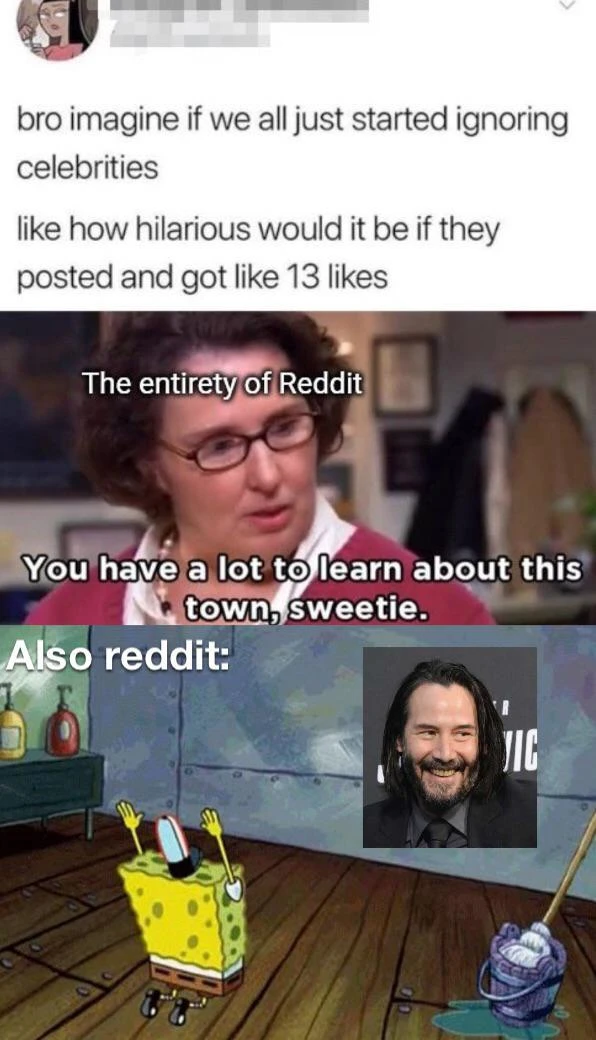 bro imagine if we all just started ignoring
celebrities
like how hilarious would it be if they
posted and got like 13 likes
The entirety of Reddit
You have a lot to learn about this
town, sweetie.
Also reddit: